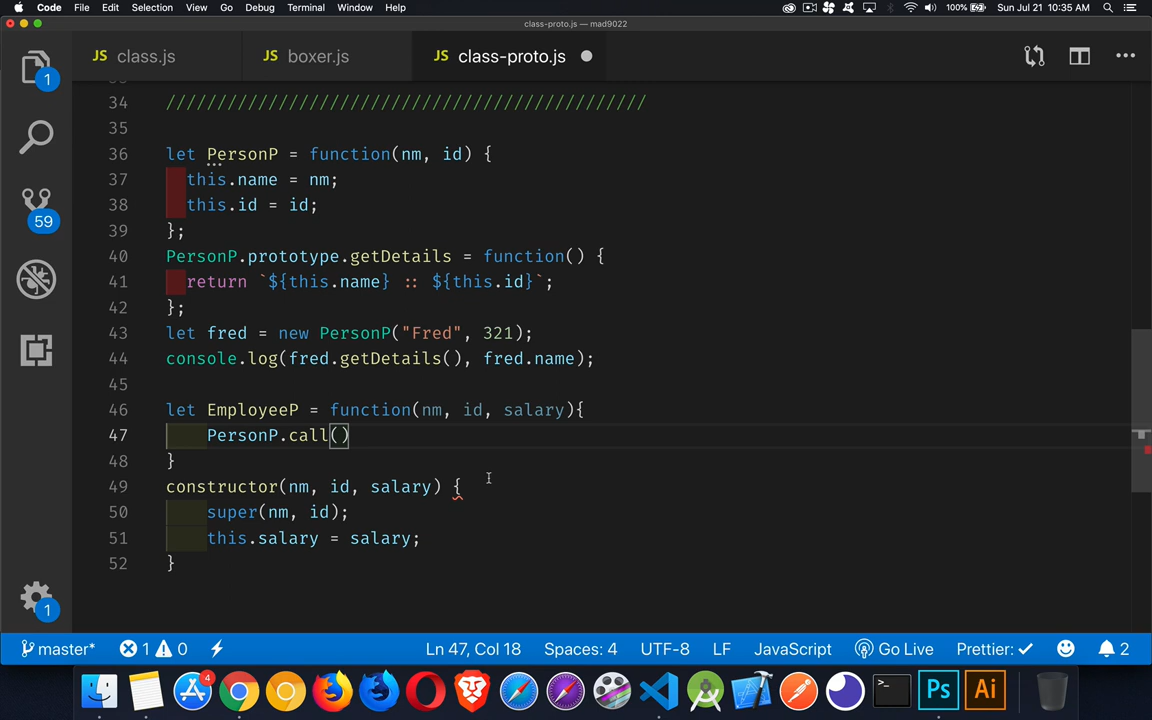 Code File Edit Selection View Go Debug Terminal Window Help 100% Sun Jul 21 10:35 AM
class-proto.js — mad9022
JS class.js JS boxer.js JS class-proto.js
1
34 //////////////////////////////////////////////
35
36 let PersonP = function(nm, id) {
37 this.name = nm;
38 this.id = id;
39 };
40 PersonP.prototype.getDetails = function() {
41 return `${this.name} :: ${this.id}`;
42 };
43 let fred = new PersonP("Fred", 321);
44 console.log(fred.getDetails(), fred.name);
45
46 let EmployeeP = function(nm, id, salary){
47 PersonP.call()
48 }
49 constructor(nm, id, salary) {
50 super(nm, id);
51 this.salary = salary;
52 }
59
1
master* 1 0 Ln 47, Col 18 Spaces: 4 UTF-8 LF JavaScript Go Live Prettier: ✓ 2
4 >_ Ps Ai